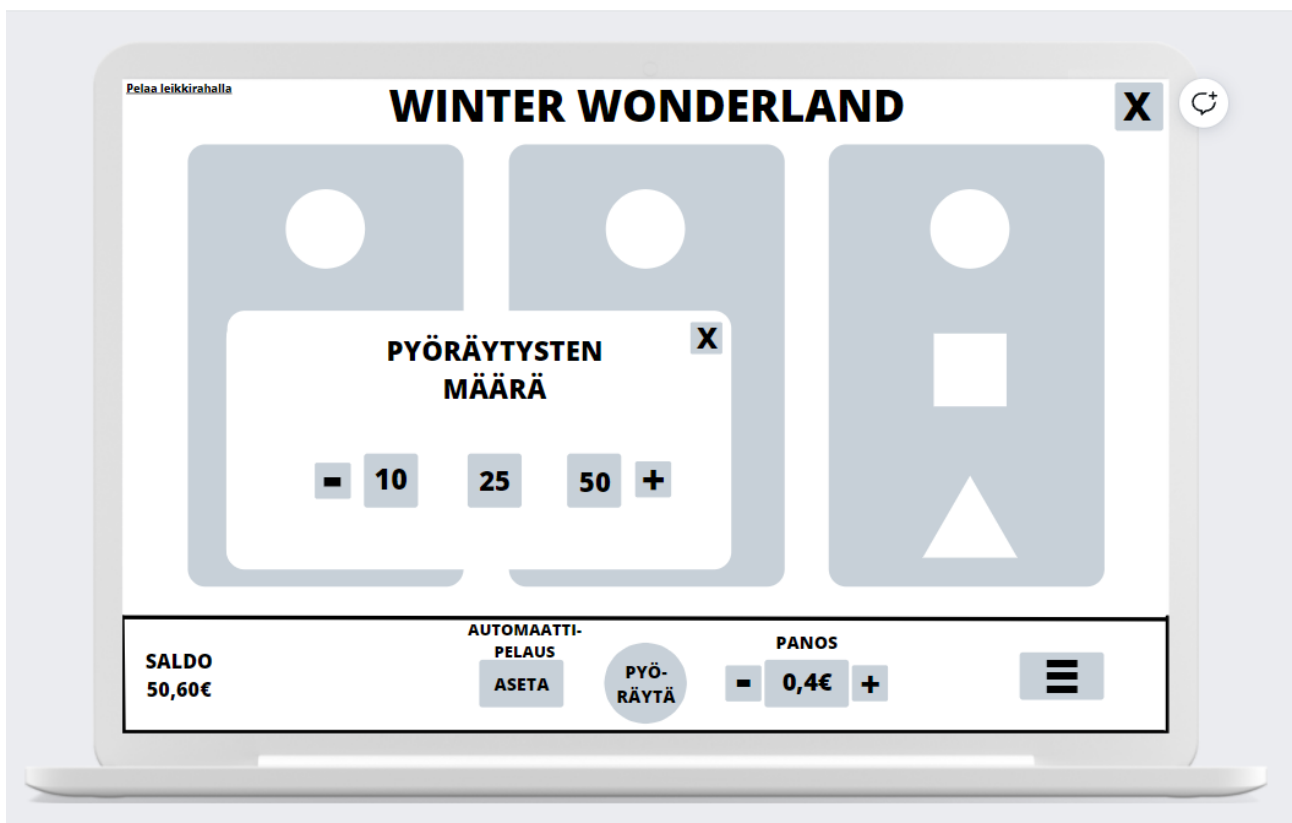 Pelaa leikkirahalla
WINTER WONDERLAND
X
X
PYÖRÄYTYSTEN
MÄÄRÄ
- 10 25 50 +
SALDO
50,60€
AUTOMAATTI-
PELAUS
ASETA
PYÖ-
RÄYTÄ
PANOS
- 0,4€ +